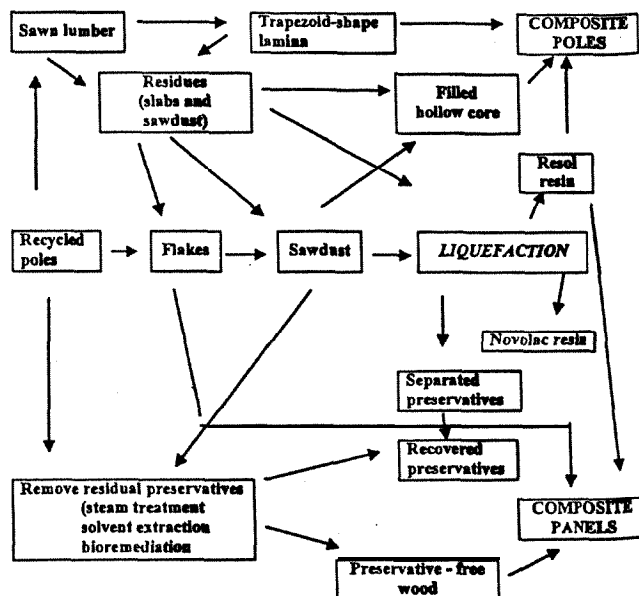 Sawn lumber
Trapezoid-shape
lamina
COMPOSITE
POLES
Residues
(slabs and
sawdust)
Filled
hollow core
Resol
resin
Recycled
poles
Flakes
Sawdust
LIQUEFACTION
Novolac resin
Separated
preservatives
Recovered
preservatives
Remove residual preservatives
(steam treatment
solvent extraction
bioremediation
COMPOSITE
PANELS
Preservative - free
wood